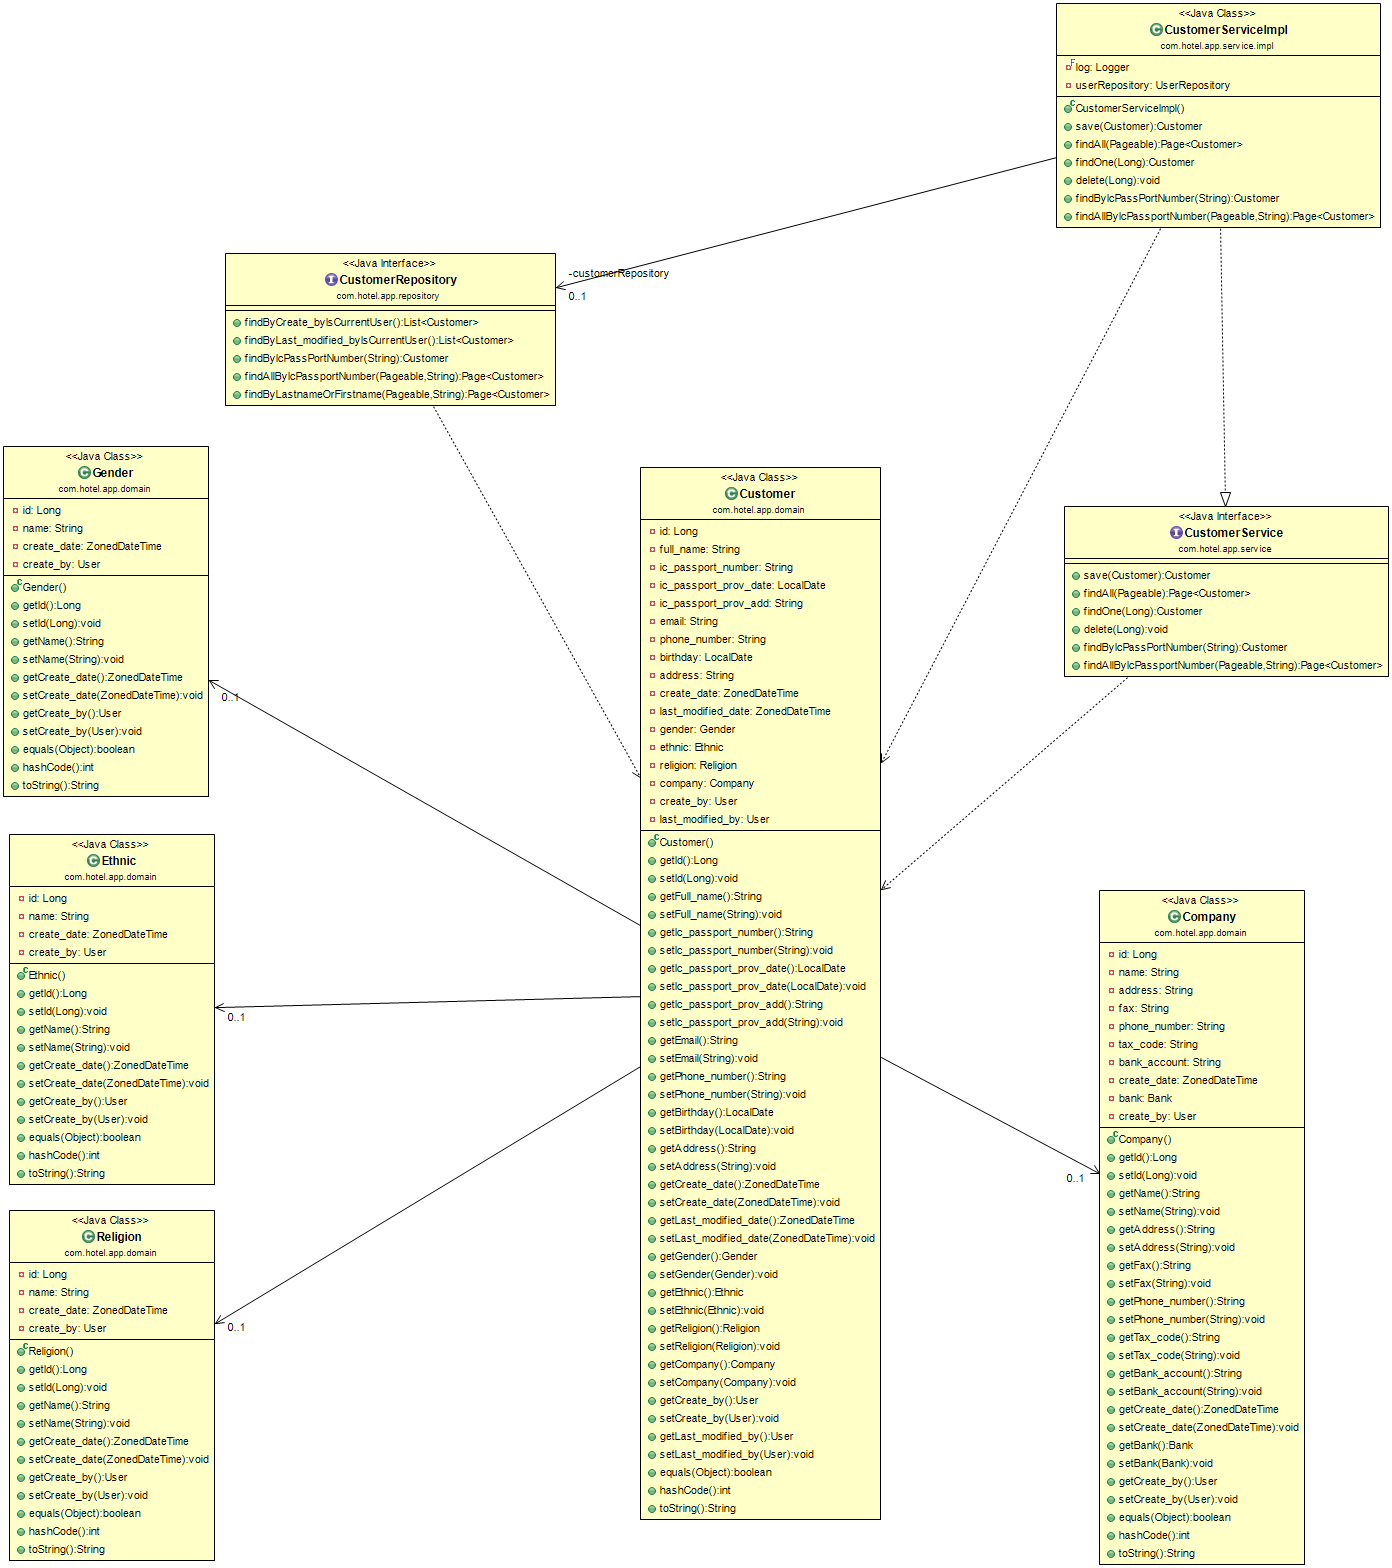 <<Java Class>>
CustomerServiceImpl
com.hotel.app.service.impl
log: Logger
userRepository: UserRepository
CustomerServiceImpl()
save(Customer):Customer
findAll(Pageable):Page<Customer>
findOne(Long):Customer
delete(Long):void
findByIcPassPortNumber(String):Customer
findAllByIcPassportNumber(Pageable,String):Page<Customer>
-customerRepository
0..1
<<Java Interface>>
CustomerRepository
com.hotel.app.repository
findByCreate_byIsCurrentUser():List<Customer>
findByLast_modified_byIsCurrentUser():List<Customer>
findByIcPassPortNumber(String):Customer
findAllByIcPassportNumber(Pageable,String):Page<Customer>
findByLastnameOrFirstname(Pageable,String):Page<Customer>
<<Java Class>>
Gender
com.hotel.app.domain
id: Long
name: String
create_date: ZonedDateTime
create_by: User
Gender()
getId():Long
setId(Long):void
getName():String
setName(String):void
getCreate_date():ZonedDateTime
setCreate_date(ZonedDateTime):void
getCreate_by():User
setCreate_by(User):void
equals(Object):boolean
hashCode():int
toString():String
0..1
<<Java Class>>
Customer
com.hotel.app.domain
id: Long
full_name: String
ic_passport_number: String
ic_passport_prov_date: LocalDate
ic_passport_prov_add: String
email: String
phone_number: String
birthday: LocalDate
address: String
create_date: ZonedDateTime
last_modified_date: ZonedDateTime
gender: Gender
ethnic: Ethnic
religion: Religion
company: Company
create_by: User
last_modified_by: User
Customer()
getId():Long
setId(Long):void
getFull_name():String
setFull_name(String):void
getIc_passport_number():String
setIc_passport_number(String):void
getIc_passport_prov_date():LocalDate
setIc_passport_prov_date(LocalDate):void
getIc_passport_prov_add():String
setIc_passport_prov_add(String):void
getEmail():String
setEmail(String):void
getPhone_number():String
setPhone_number(String):void
getBirthday():LocalDate
setBirthday(LocalDate):void
getAddress():String
setAddress(String):void
getCreate_date():ZonedDateTime
setCreate_date(ZonedDateTime):void
getLast_modified_date():ZonedDateTime
setLast_modified_date(ZonedDateTime):void
getGender():Gender
setGender(Gender):void
getEthnic():Ethnic
setEthnic(Ethnic):void
getReligion():Religion
setReligion(Religion):void
getCompany():Company
setCompany(Company):void
getCreate_by():User
setCreate_by(User):void
getLast_modified_by():User
setLast_modified_by(User):void
equals(Object):boolean
hashCode():int
toString():String
<<Java Interface>>
CustomerService
com.hotel.app.service
save(Customer):Customer
findAll(Pageable):Page<Customer>
findOne(Long):Customer
delete(Long):void
findByIcPassPortNumber(String):Customer
findAllByIcPassportNumber(Pageable,String):Page<Customer>
<<Java Class>>
Ethnic
com.hotel.app.domain
id: Long
name: String
create_date: ZonedDateTime
create_by: User
Ethnic()
getId():Long
setId(Long):void
getName():String
setName(String):void
getCreate_date():ZonedDateTime
setCreate_date(ZonedDateTime):void
getCreate_by():User
setCreate_by(User):void
equals(Object):boolean
hashCode():int
toString():String
0..1
<<Java Class>>
Company
com.hotel.app.domain
id: Long
name: String
address: String
fax: String
phone_number: String
tax_code: String
bank_account: String
create_date: ZonedDateTime
bank: Bank
create_by: User
Company()
getId():Long
setId(Long):void
getName():String
setName(String):void
getAddress():String
setAddress(String):void
getFax():String
setFax(String):void
getPhone_number():String
setPhone_number(String):void
getTax_code():String
setTax_code(String):void
getBank_account():String
setBank_account(String):void
getCreate_date():ZonedDateTime
setCreate_date(ZonedDateTime):void
getBank():Bank
setBank(Bank):void
getCreate_by():User
setCreate_by(User):void
equals(Object):boolean
hashCode():int
toString():String
0..1
<<Java Class>>
Religion
com.hotel.app.domain
id: Long
name: String
create_date: ZonedDateTime
create_by: User
Religion()
getId():Long
setId(Long):void
getName():String
setName(String):void
getCreate_date():ZonedDateTime
setCreate_date(ZonedDateTime):void
getCreate_by():User
setCreate_by(User):void
equals(Object):boolean
hashCode():int
toString():String
0..1